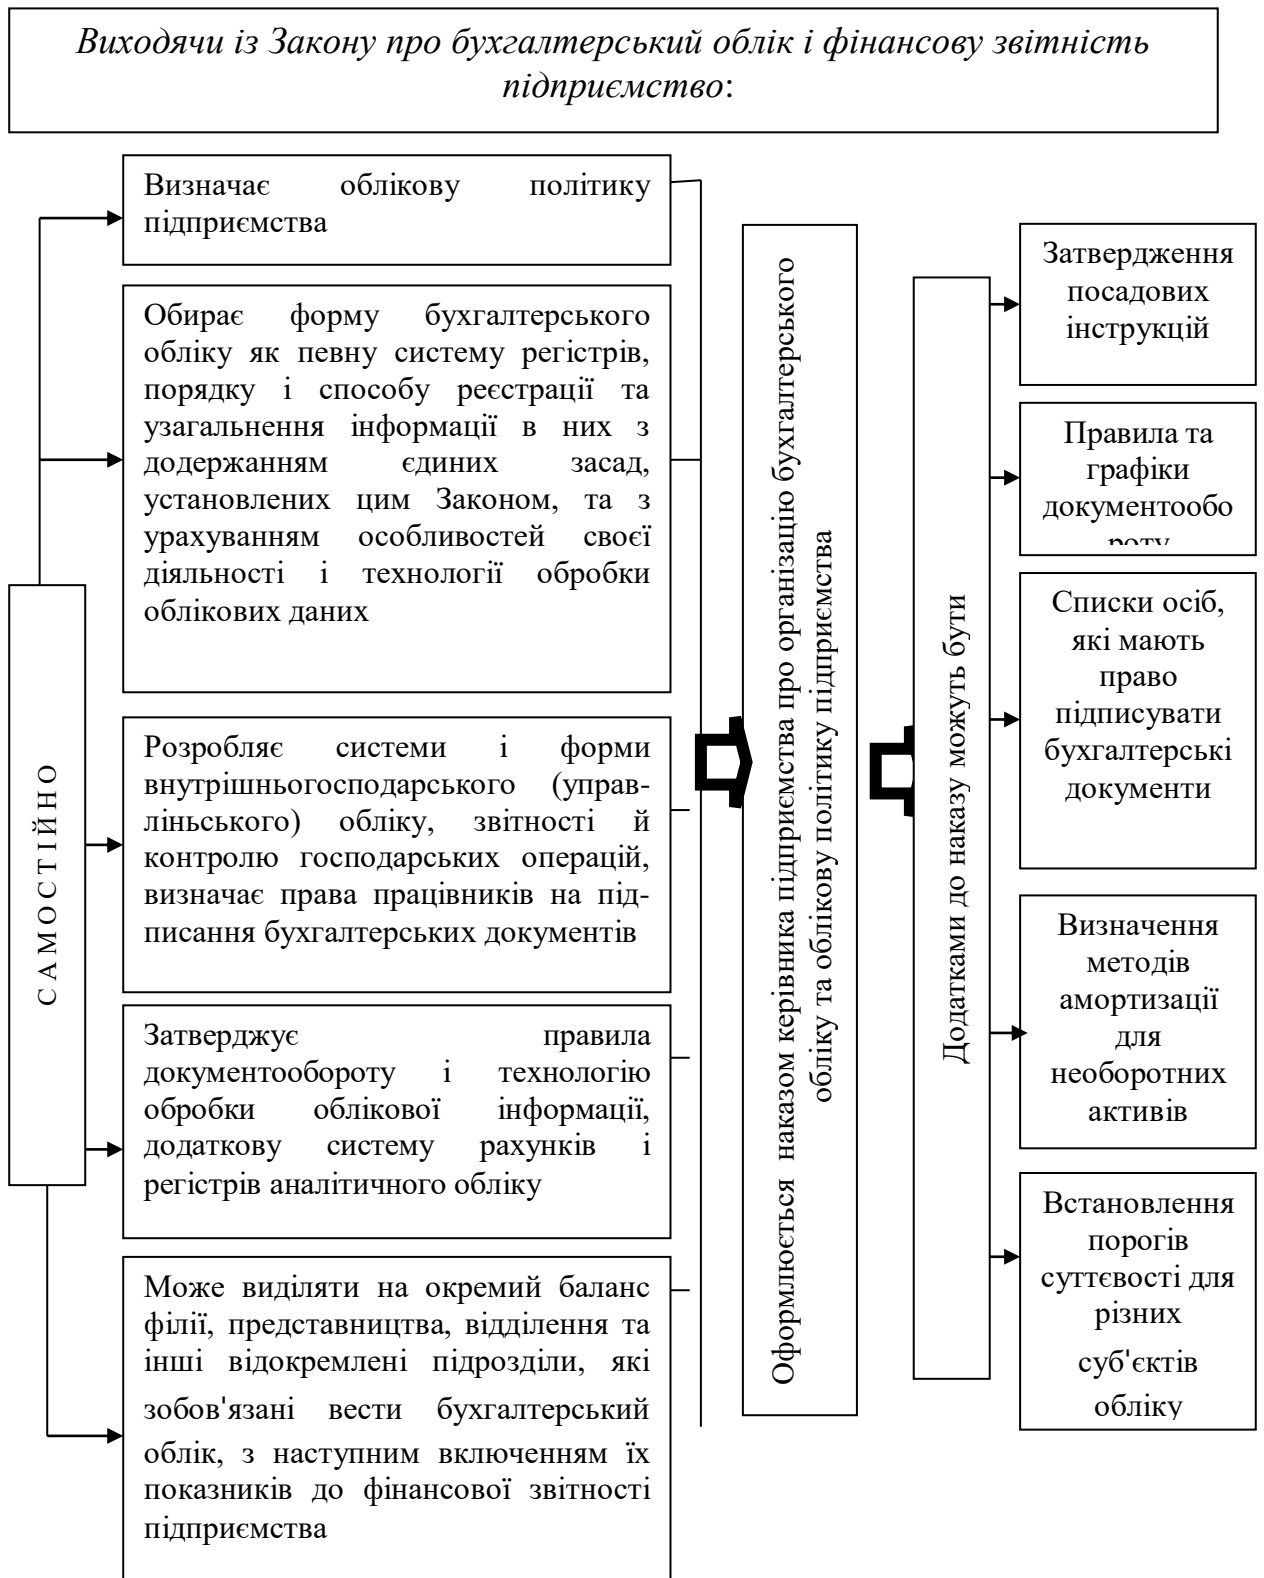 Виходячи із Закону про бухгалтерський облік і фінансову звітність
підприємство:
САМОСТІЙНО
Визначає облікову політику
підприємства
Обирає форму бухгалтерського
обліку як певну систему регістрів,
порядку і способу реєстрації та
узагальнення інформації в них з
додержанням єдиних засад,
установлених цим Законом, та з
урахуванням особливостей своєї
діяльності і технології обробки
облікових даних
Розробляє системи і форми
внутрішньогосподарського (управ-
ліньського) обліку, звітності й
контролю господарських операцій,
визначає права працівників на під-
писання бухгалтерських документів
Затверджує правила
документообороту і технологію
обробки облікової інформації,
додаткову систему рахунків і
регістрів аналітичного обліку
Може виділяти на окремий баланс
філії, представництва, відділення та
інші відокремлені підрозділи, які
зобов'язані вести бухгалтерський
облік, з наступним включенням їх
показників до фінансової звітності
підприємства
Оформлюється наказом керівника підприємства про організацію бухгалтерського
обліку та облікову політику підприємства
Додатками до наказу можуть бути
Затвердження
посадових
інструкцій
Правила та
графіки
документообо
роту
Списки осіб,
які мають
право
підписувати
бухгалтерські
документи
Визначення
методів
амортизації
для
необоротних
активів
Встановлення
порогів
суттєвості для
різних
суб'єктів
обліку